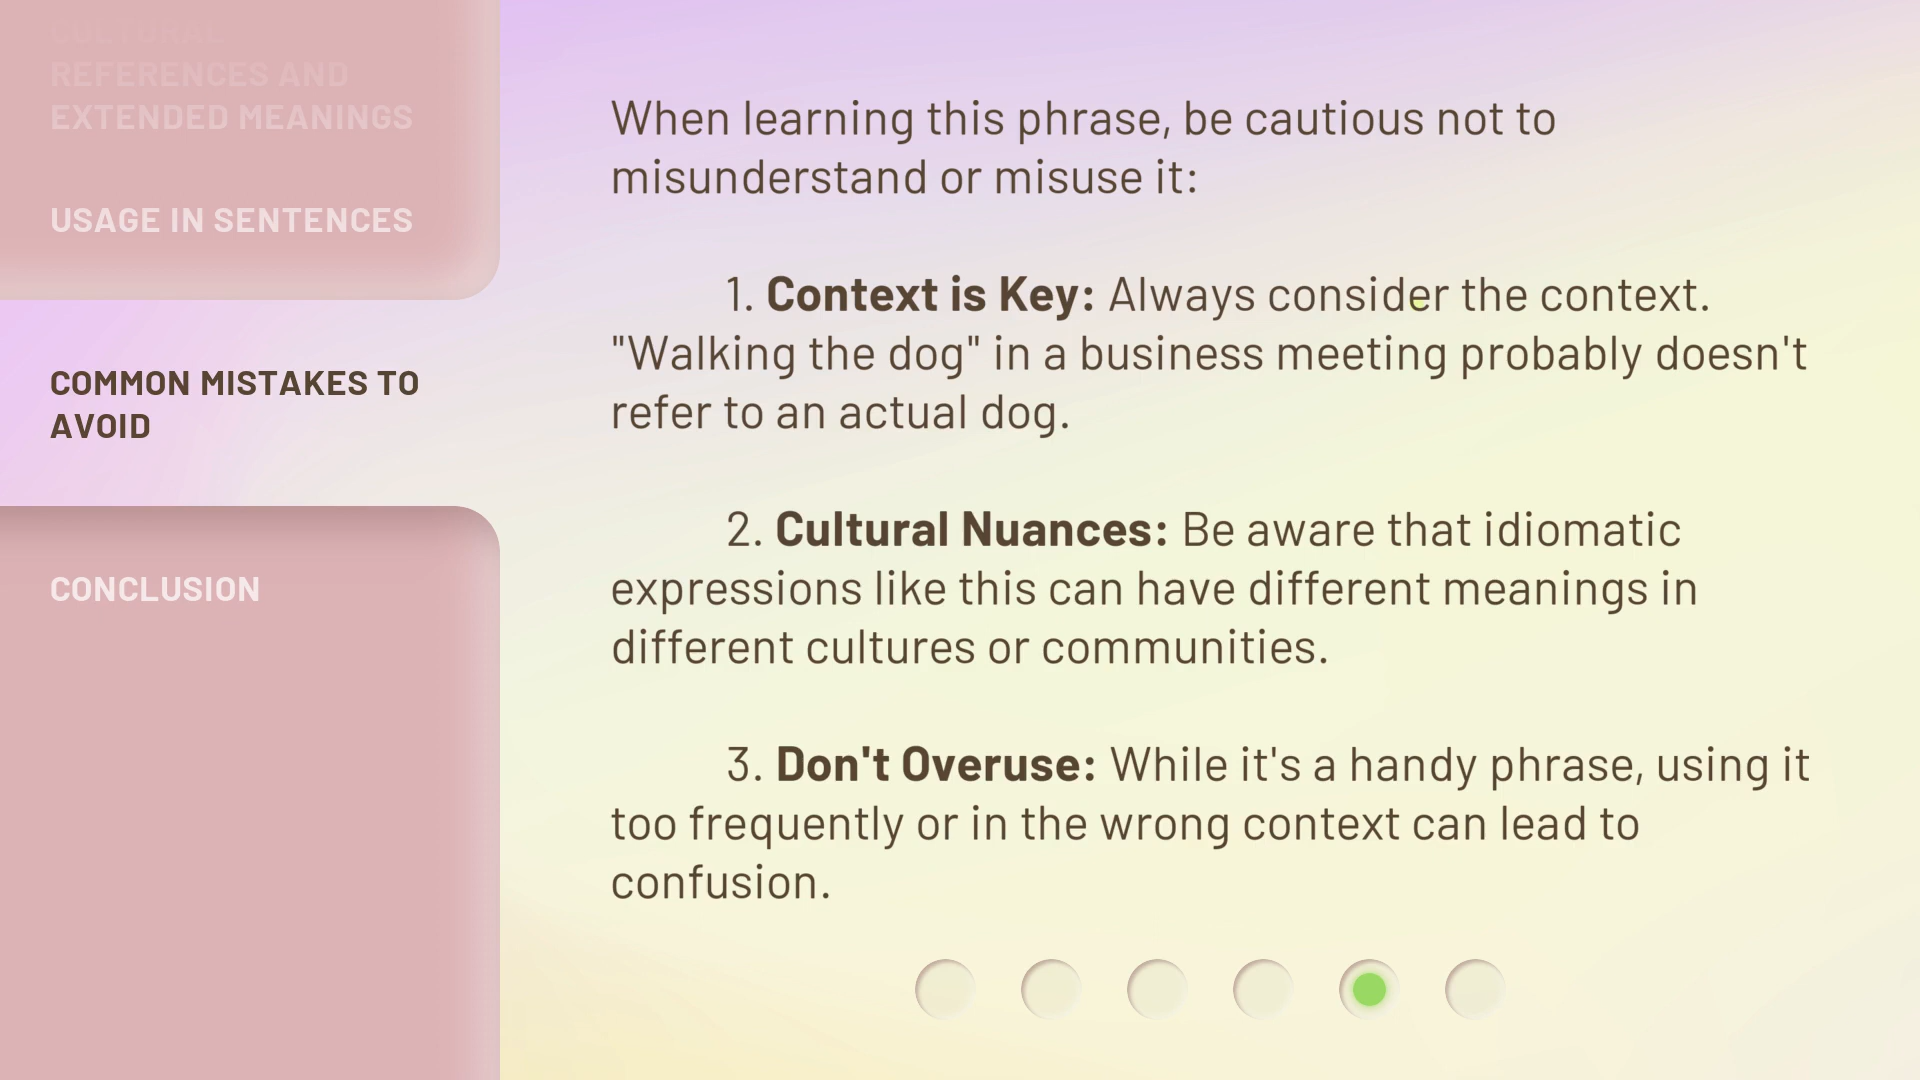 CULTURAL
REFERENCES AND
EXTENDED MEANINGS
USAGE IN SENTENCES
COMMON MISTAKES TO
AVOID
CONCLUSION
When learning this phrase, be cautious not to
misunderstand or misuse it:
1. Context is Key: Always consider the context.
"Walking the dog" in a business meeting probably doesn't
refer to an actual dog.
2. Cultural Nuances: Be aware that idiomatic
expressions like this can have different meanings in
different cultures or communities.
3. Don't Overuse: While it's a handy phrase, using it
too frequently or in the wrong context can lead to
confusion.